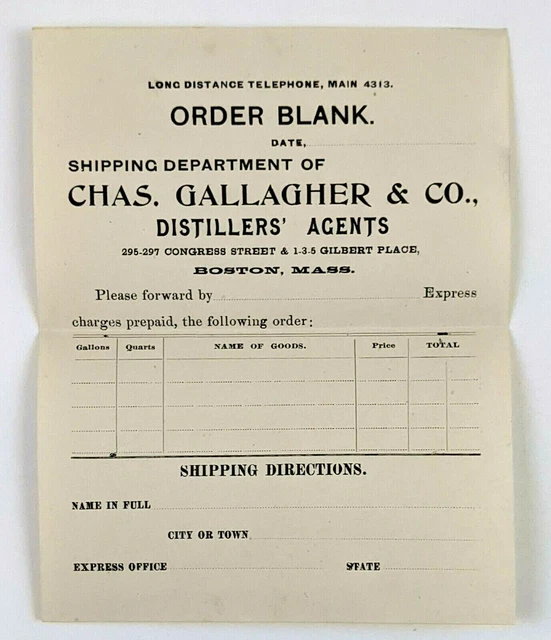 LONG DISTANCE TELEPHONE, MAIN 4313.
ORDER BLANK.
DATE,
SHIPPING DEPARTMENT OF
CHAS. GALLAGHER & CO.,
DISTILLERS' AGENTS
295-297 CONGRESS STREET & 1-3-5 GILBERT PLACE,
BOSTON, MASS.
Please forward by Express
charges prepaid, the following order:
Gallons Quarts NAME OF GOODS. Price TOTAL
SHIPPING DIRECTIONS.
NAME IN FULL
CITY OR TOWN
EXPRESS OFFICE STATE